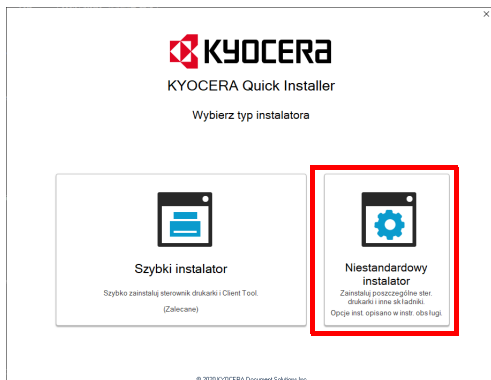 KYOCERA
KYOCERA Quick Installer
Wybierz typ instalatora
Szybki instalator
Szybko zainstaluj sterownik drukarki i Client Tool.
(Zalecane)
Niestandardowy
instalator
Zainstaluj poszczególne ster.
drukarki i inne składniki.
Opcje inst. opisano w instr. obsługi.
© 2020 KYOCERA Document Solutions Inc.